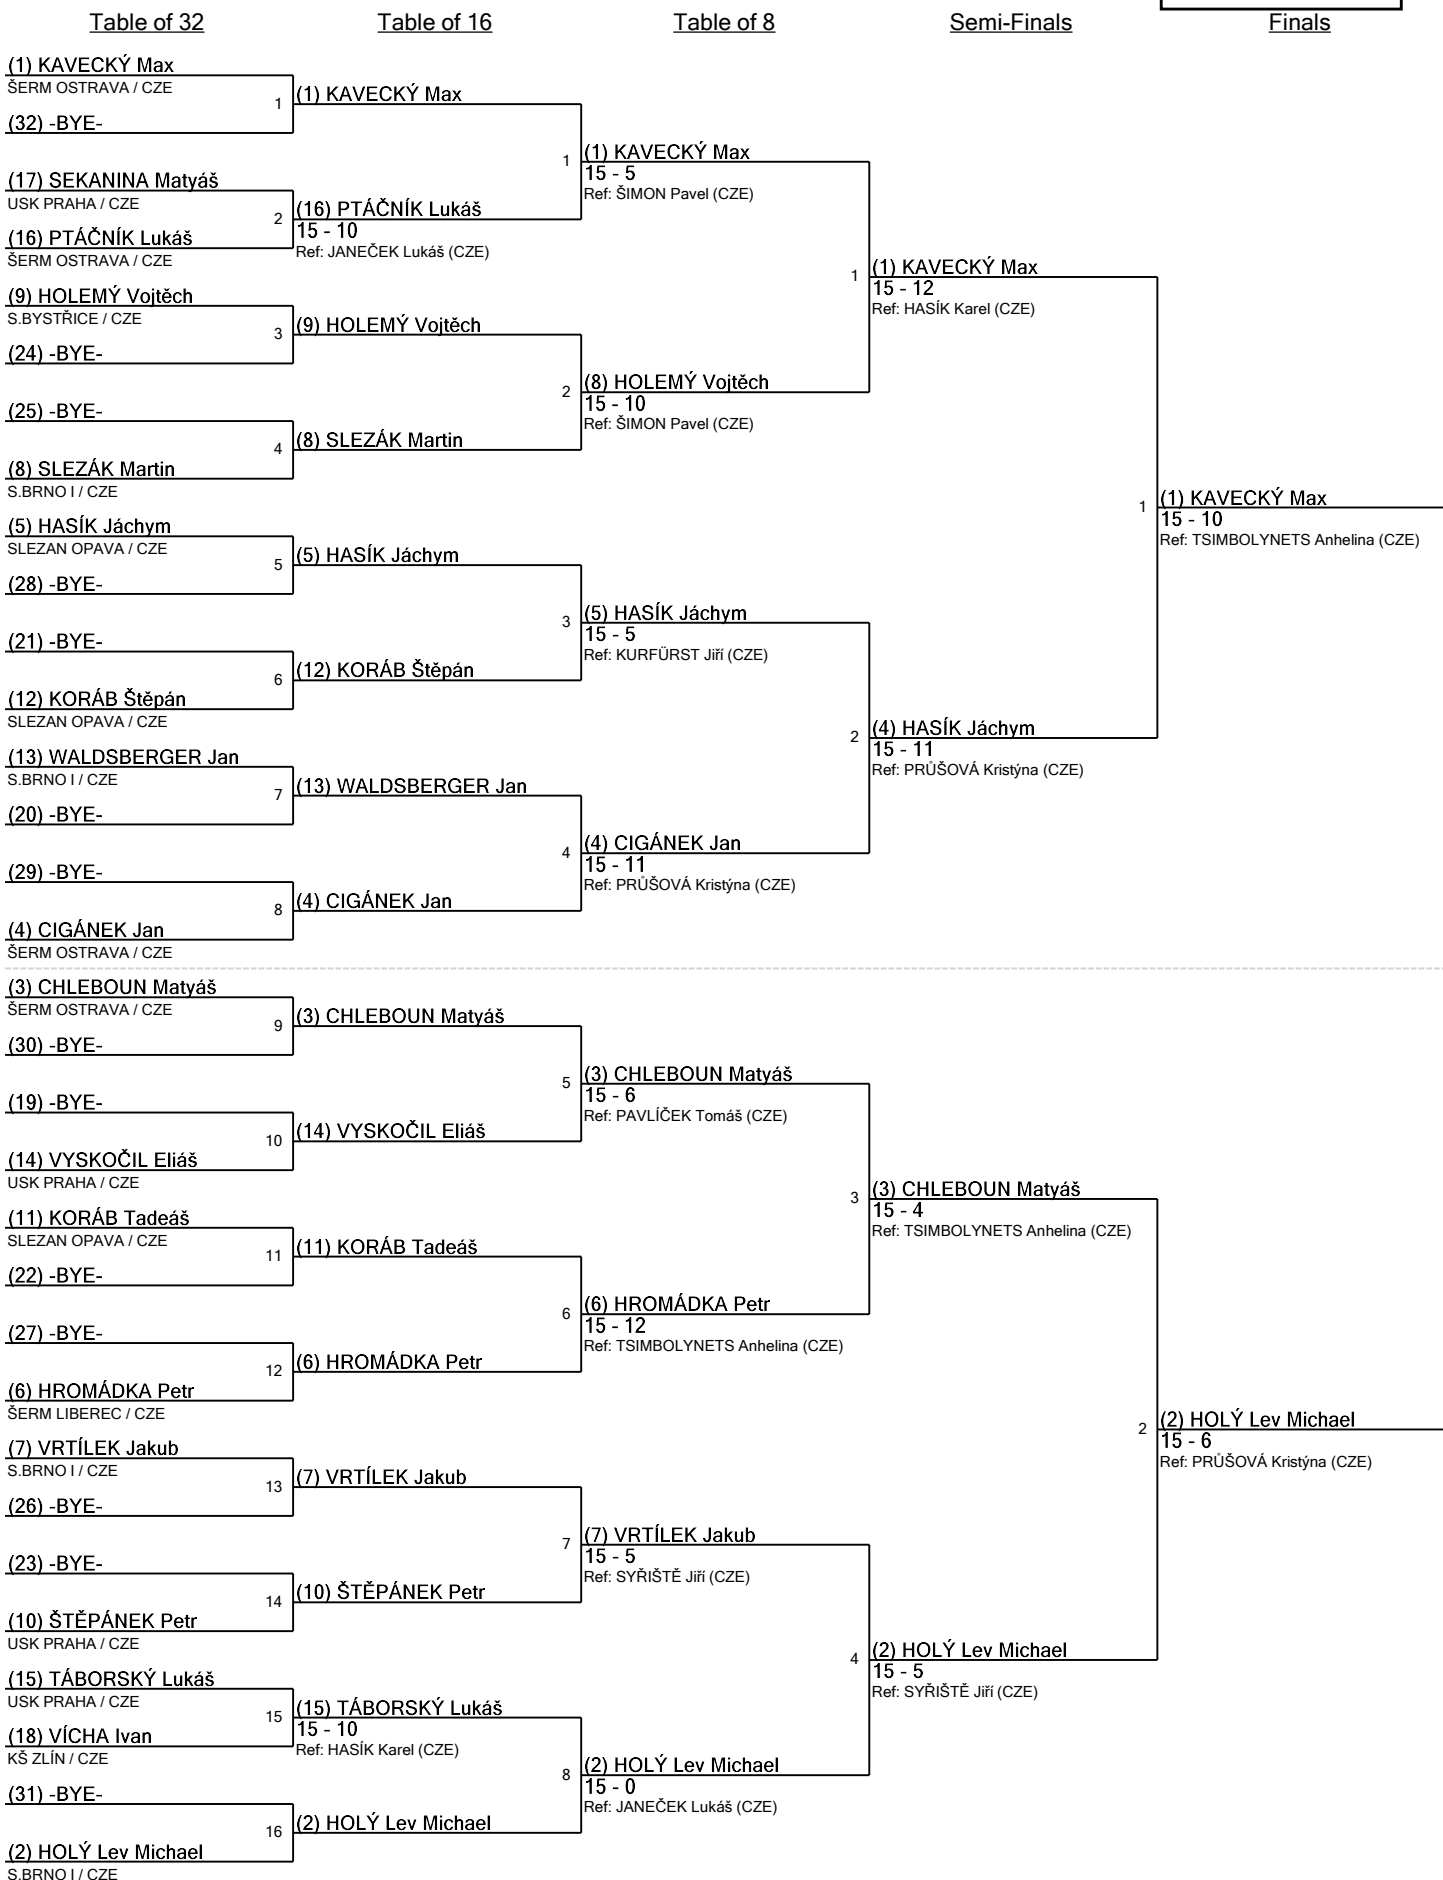 Table of 32
Table of 16
Table of 8
Semi-Finals
Finals
(1) KAVECKÝ Max
ŠERM OSTRAVA / CZE
1
(32) -BYE-
(17) SEKANINA Matyáš
USK PRAHA / CZE
2
(16) PTÁČNÍK Lukáš
ŠERM OSTRAVA / CZE
(9) HOLEMÝ Vojtěch
S.BYSTŘICE / CZE
3
(24) -BYE-
(25) -BYE-
4
(8) SLEZÁK Martin
S.BRNO I / CZE
(5) HASÍK Jáchym
SLEZAN OPAVA / CZE
5
(28) -BYE-
(21) -BYE-
6
(12) KORÁB Štěpán
SLEZAN OPAVA / CZE
(13) WALDSBERGER Jan
S.BRNO I / CZE
7
(20) -BYE-
(29) -BYE-
8
(4) CIGÁNEK Jan
ŠERM OSTRAVA / CZE
(3) CHLEBOUN Matyáš
ŠERM OSTRAVA / CZE
9
(30) -BYE-
(19) -BYE-
10
(14) VYSKOČIL Eliáš
USK PRAHA / CZE
(11) KORÁB Tadeáš
SLEZAN OPAVA / CZE
11
(22) -BYE-
(27) -BYE-
12
(6) HROMÁDKA Petr
ŠERM LIBEREC / CZE
(7) VRTÍLEK Jakub
S.BRNO I / CZE
13
(26) -BYE-
(23) -BYE-
14
(10) ŠTĚPÁNEK Petr
USK PRAHA / CZE
(15) TÁBORSKÝ Lukáš
USK PRAHA / CZE
15
(18) VÍCHA Ivan
KŠ ZLÍN / CZE
(31) -BYE-
16
(2) HOLÝ Lev Michael
S.BRNO I / CZE
(1) KAVECKÝ Max
1
(16) PTÁČNÍK Lukáš
15 - 10
Ref: JANEČEK Lukáš (CZE)
(9) HOLEMÝ Vojtěch
2
(8) SLEZÁK Martin
(5) HASÍK Jáchym
3
(12) KORÁB Štěpán
(13) WALDSBERGER Jan
4
(4) CIGÁNEK Jan
(3) CHLEBOUN Matyáš
5
(14) VYSKOČIL Eliáš
(11) KORÁB Tadeáš
6
(6) HROMÁDKA Petr
(7) VRTÍLEK Jakub
7
(10) ŠTĚPÁNEK Petr
(15) TÁBORSKÝ Lukáš
15 - 10
Ref: HASÍK Karel (CZE)
8
(2) HOLÝ Lev Michael
(1) KAVECKÝ Max
15 - 5
Ref: ŠIMON Pavel (CZE)
1
(8) HOLEMÝ Vojtěch
15 - 10
Ref: ŠIMON Pavel (CZE)
(5) HASÍK Jáchym
15 - 5
Ref: KURFÜRST Jiří (CZE)
2
(4) CIGÁNEK Jan
15 - 11
Ref: PRŮŠOVÁ Kristýna (CZE)
(3) CHLEBOUN Matyáš
15 - 6
Ref: PAVLÍČEK Tomáš (CZE)
3
(6) HROMÁDKA Petr
15 - 12
Ref: TSIMBOLYNETS Anhelina (CZE)
(7) VRTÍLEK Jakub
15 - 5
Ref: SYŘIŠTĚ Jiří (CZE)
4
(2) HOLÝ Lev Michael
15 - 0
Ref: JANEČEK Lukáš (CZE)
(1) KAVECKÝ Max
15 - 12
Ref: HASÍK Karel (CZE)
1
(4) HASÍK Jáchym
15 - 11
Ref: PRŮŠOVÁ Kristýna (CZE)
(3) CHLEBOUN Matyáš
15 - 4
Ref: TSIMBOLYNETS Anhelina (CZE)
2
(2) HOLÝ Lev Michael
15 - 5
Ref: SYŘIŠTĚ Jiří (CZE)
(1) KAVECKÝ Max
15 - 10
Ref: TSIMBOLYNETS Anhelina (CZE)
(2) HOLÝ Lev Michael
15 - 6
Ref: PRŮŠOVÁ Kristýna (CZE)